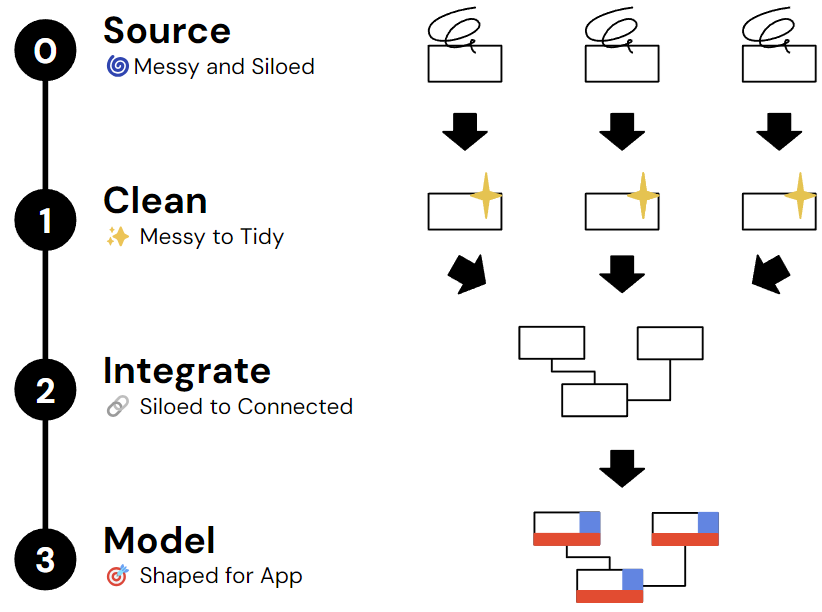 0
Source
Messy and Siloed
1
Clean
Messy to Tidy
2
Integrate
Siloed to Connected
3
Model
Shaped for App